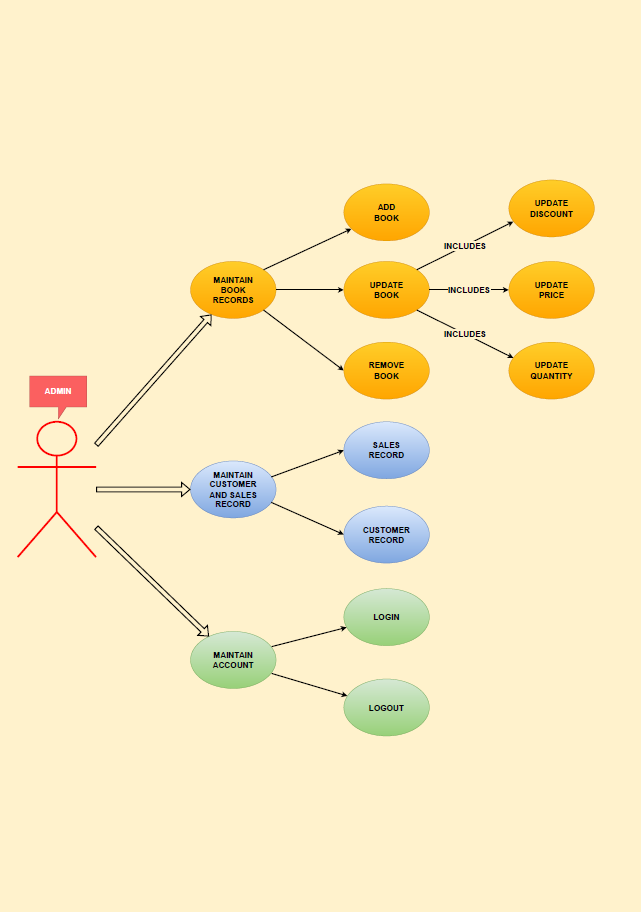 ADD
BOOK
UPDATE
DISCOUNT
INCLUDES
MAINTAIN
BOOK
RECORDS
UPDATE
BOOK
INCLUDES
UPDATE
PRICE
INCLUDES
REMOVE
BOOK
UPDATE
QUANTITY
ADMIN
SALES
RECORD
MAINTAIN
CUSTOMER
AND SALES
RECORD
CUSTOMER
RECORD
LOGIN
MAINTAIN
ACCOUNT
LOGOUT